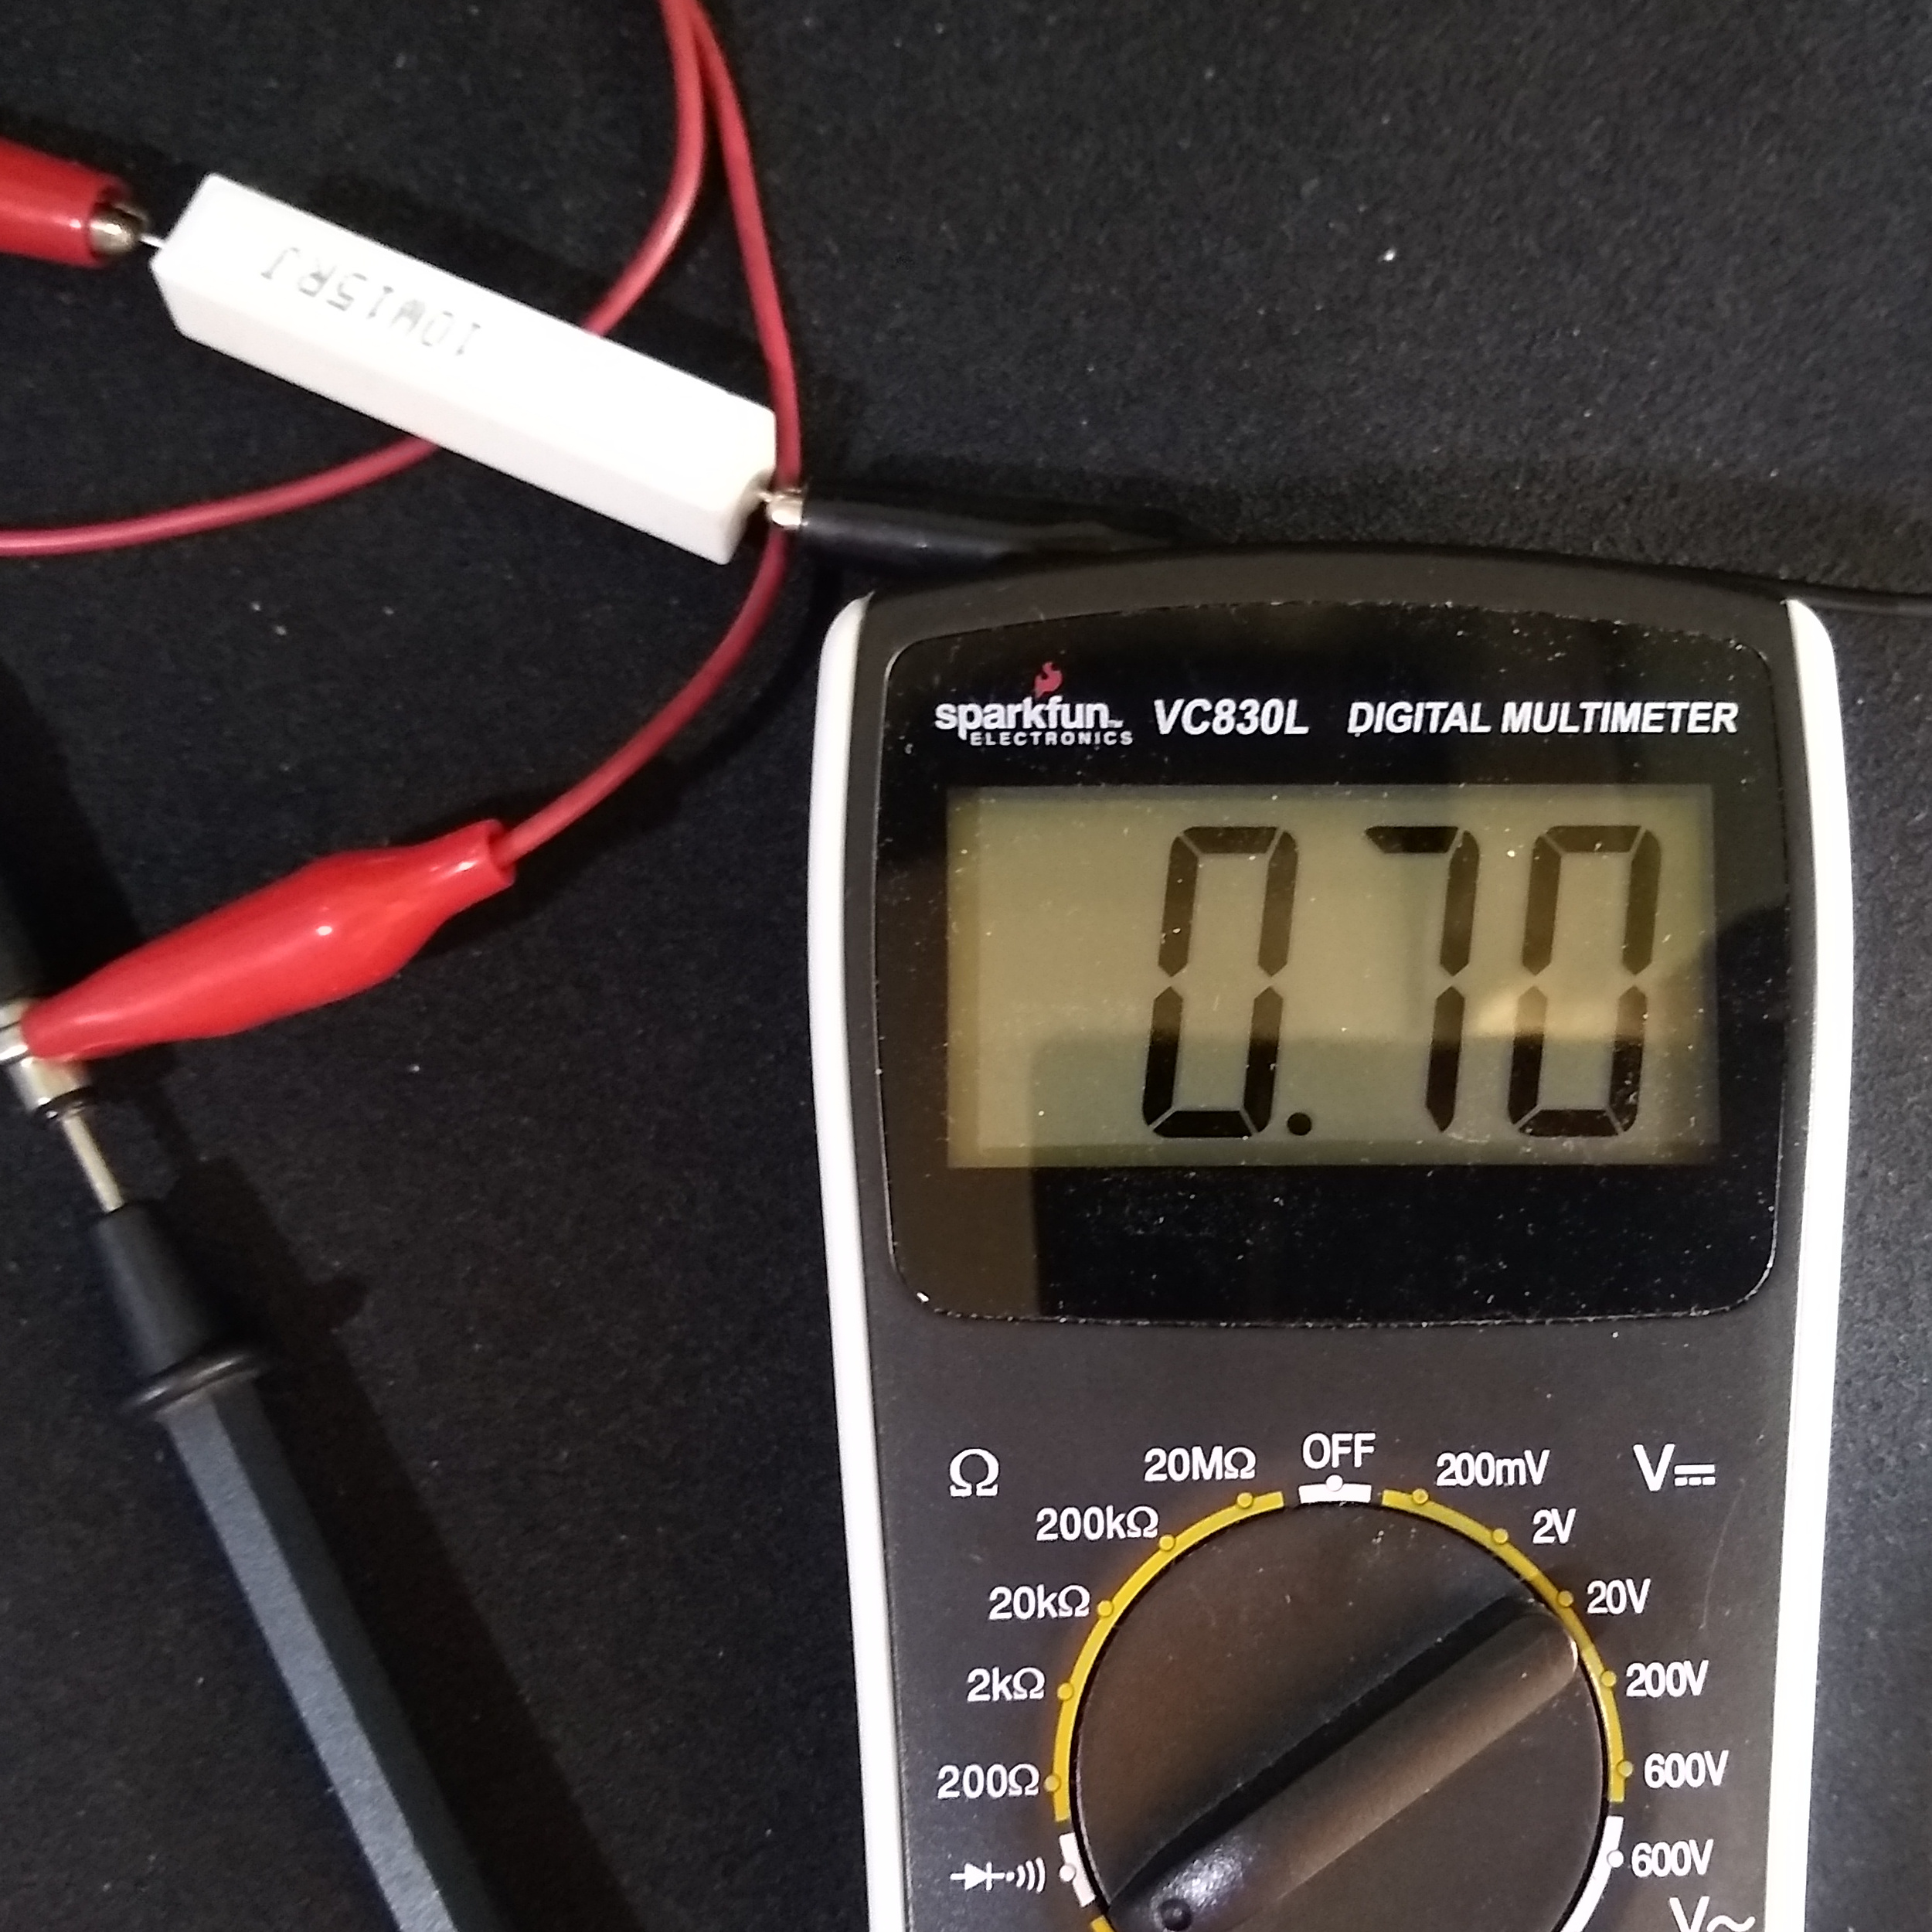 10W15RJ
sparkfun™ VC830L DIGITAL MULTIMETER
ELECTRONICS
0.70
Ω 20MΩ OFF 200mV V⎓
200kΩ 2V
20kΩ 20V
2kΩ 200V
200Ω 600V
600V
V~